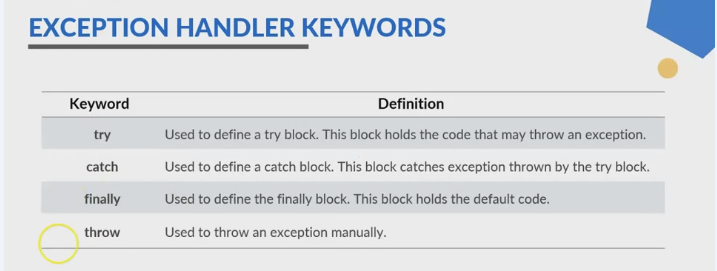 EXCEPTION HANDLER KEYWORDS
Keyword Definition
try Used to define a try block. This block holds the code that may throw an exception.
catch Used to define a catch block. This block catches exception thrown by the try block.
finally Used to define the finally block. This block holds the default code.
throw Used to throw an exception manually.